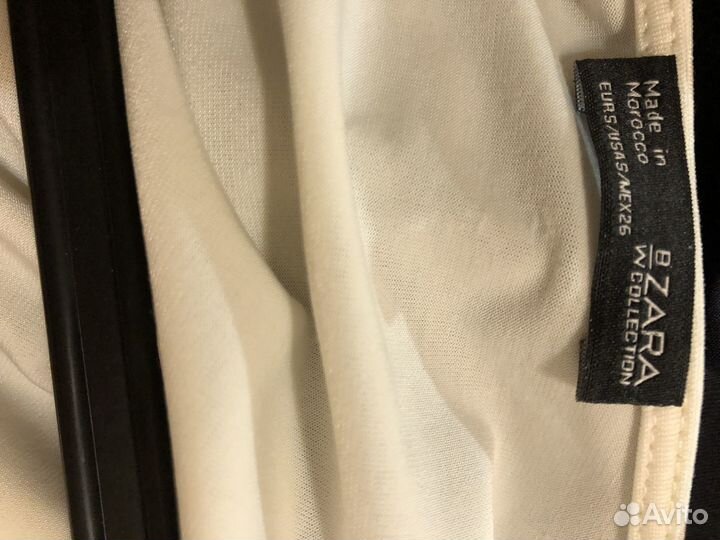 B ZARA
W COLLECTION
Made in
Morocco
EUR S/USA S/MEX 26
Avito